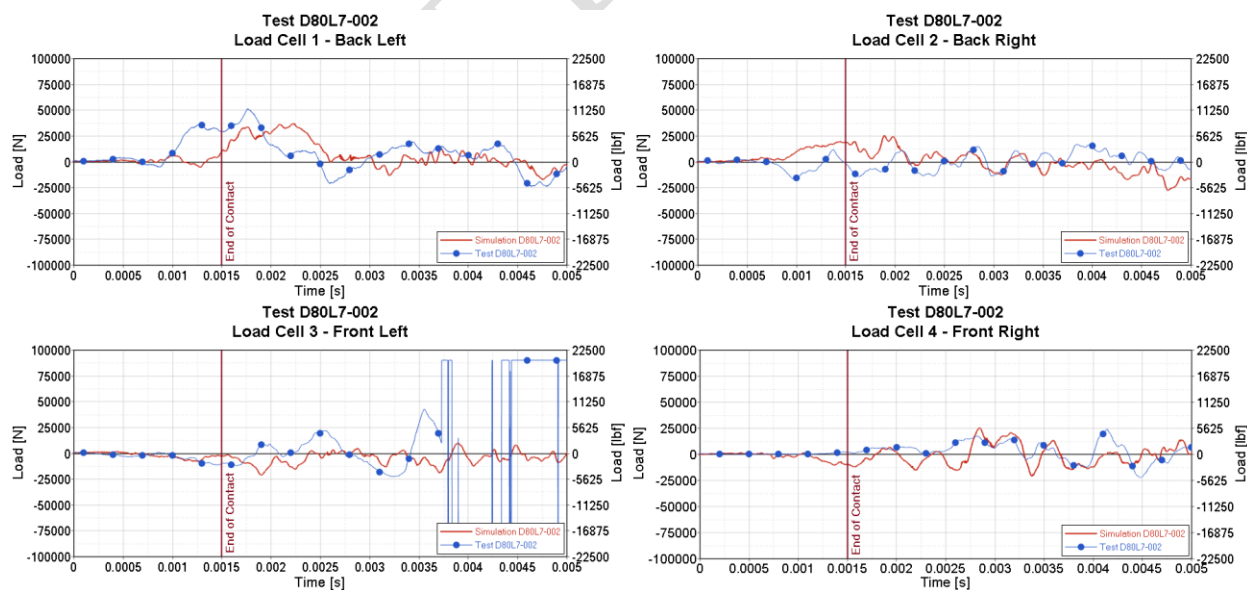 Test D80L7-002
Load Cell 1 - Back Left
Load [N]
100000
75000
50000
25000
0
-25000
-50000
-75000
-100000
22500
16875
11250
5625
0
-5625
-11250
-16875
-22500
Load [lbf]
End of Contact
Simulation D80L7-002
Test D80L7-002
0 0.0005 0.001 0.0015 0.002 0.0025 0.003 0.0035 0.004 0.0045 0.005
Time [s]
Test D80L7-002
Load Cell 2 - Back Right
Load [N]
100000
75000
50000
25000
0
-25000
-50000
-75000
-100000
22500
16875
11250
5625
0
-5625
-11250
-16875
-22500
Load [lbf]
End of Contact
Simulation D80L7-002
Test D80L7-002
0 0.0005 0.001 0.0015 0.002 0.0025 0.003 0.0035 0.004 0.0045 0.005
Time [s]
Test D80L7-002
Load Cell 3 - Front Left
Load [N]
100000
75000
50000
25000
0
-25000
-50000
-75000
-100000
22500
16875
11250
5625
0
-5625
-11250
-16875
-22500
Load [lbf]
End of Contact
Simulation D80L7-002
Test D80L7-002
0 0.0005 0.001 0.0015 0.002 0.0025 0.003 0.0035 0.004 0.0045 0.005
Time [s]
Test D80L7-002
Load Cell 4 - Front Right
Load [N]
100000
75000
50000
25000
0
-25000
-50000
-75000
-100000
22500
16875
11250
5625
0
-5625
-11250
-16875
-22500
Load [lbf]
End of Contact
Simulation D80L7-002
Test D80L7-002
0 0.0005 0.001 0.0015 0.002 0.0025 0.003 0.0035 0.004 0.0045 0.005
Time [s]